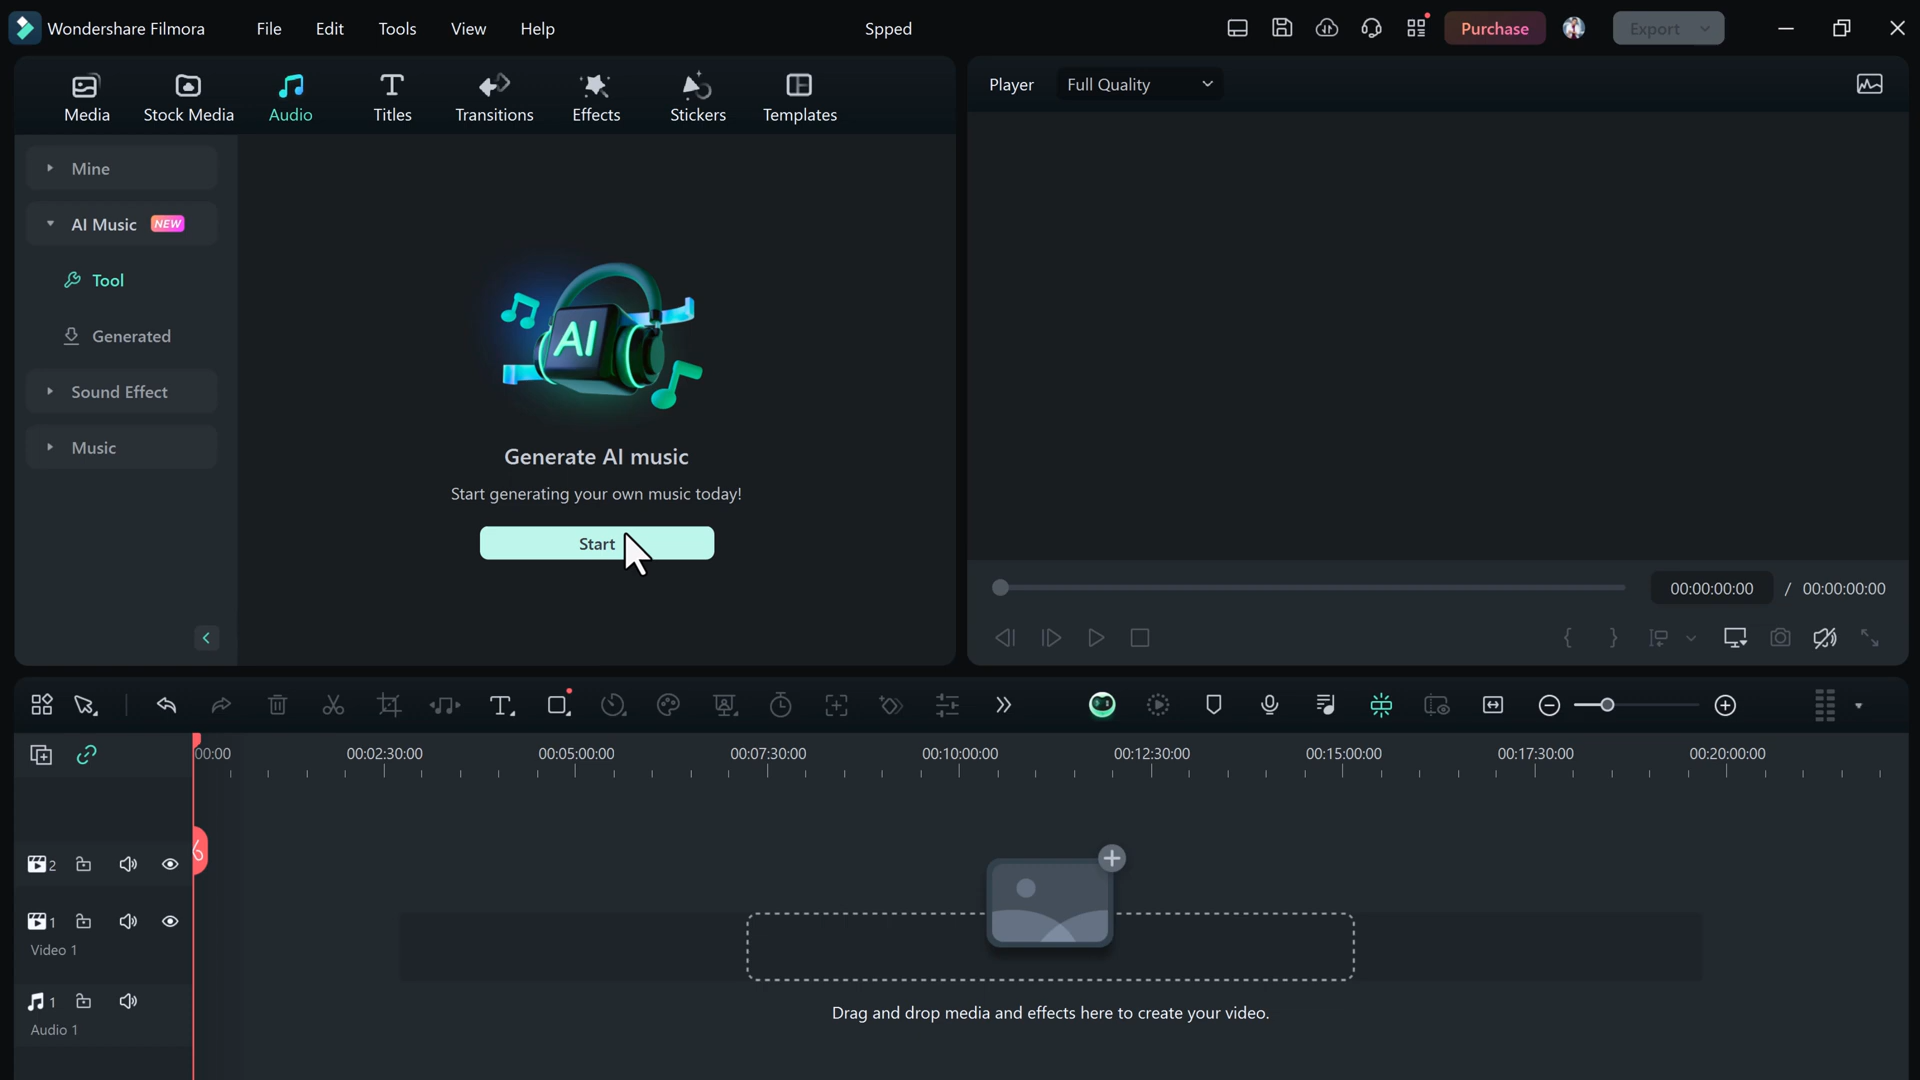 Wondershare Filmora File Edit Tools View Help Spped Purchase Export
Media Stock Media Audio Titles Transitions Effects Stickers Templates
Player Full Quality
Mine
AI Music NEW
Tool
Generated
Sound Effect
Music
AI
Generate AI music
Start generating your own music today!
Start
00:00:00:00 / 00:00:00:00
00:00 00:02:30:00 00:05:00:00 00:07:30:00 00:10:00:00 00:12:30:00 00:15:00:00 00:17:30:00 00:20:00:00
2
1
Video 1
1
Audio 1
Drag and drop media and effects here to create your video.